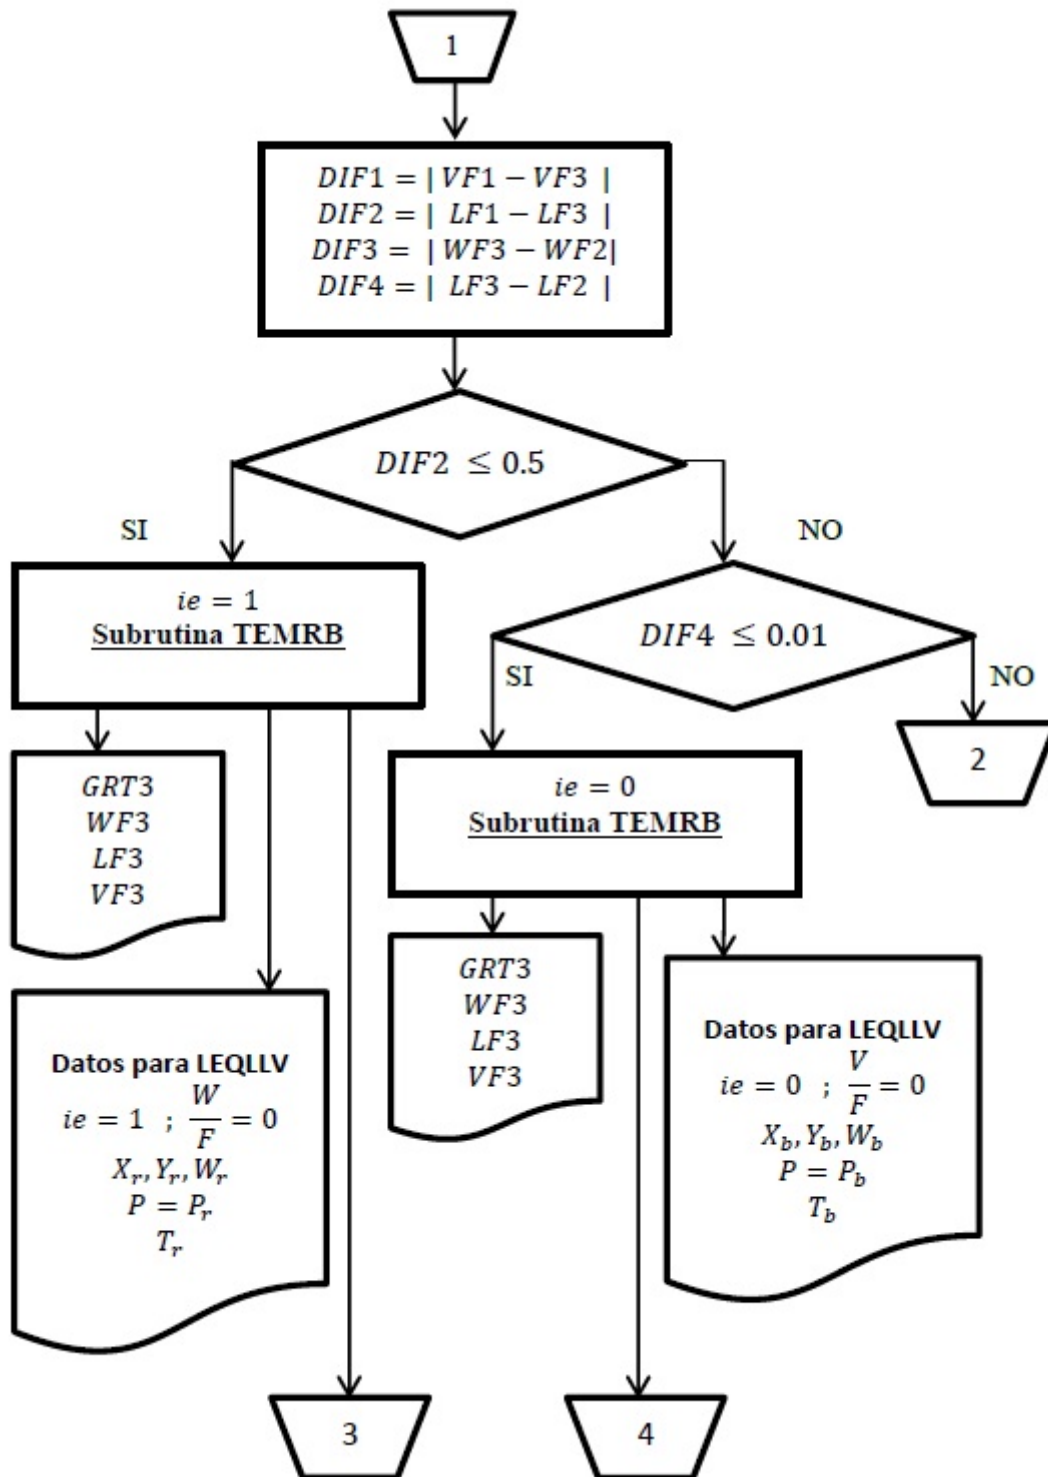 1
DIF1 = | VF1 − VF3 |
DIF2 = | LF1 − LF3 |
DIF3 = | WF3 − WF2|
DIF4 = | LF3 − LF2 |
DIF2 ≤ 0.5
SI
NO
ie = 1
Subrutina TEMRB
DIF4 ≤ 0.01
SI
NO
2
GRT3
WF3
LF3
VF3
ie = 0
Subrutina TEMRB
GRT3
WF3
LF3
VF3
Datos para LEQLLV
ie = 1 ; W/F = 0
X_r, Y_r, W_r
P = P_r
T_r
Datos para LEQLLV
ie = 0 ; V/F = 0
X_b, Y_b, W_b
P = P_b
T_b
3
4